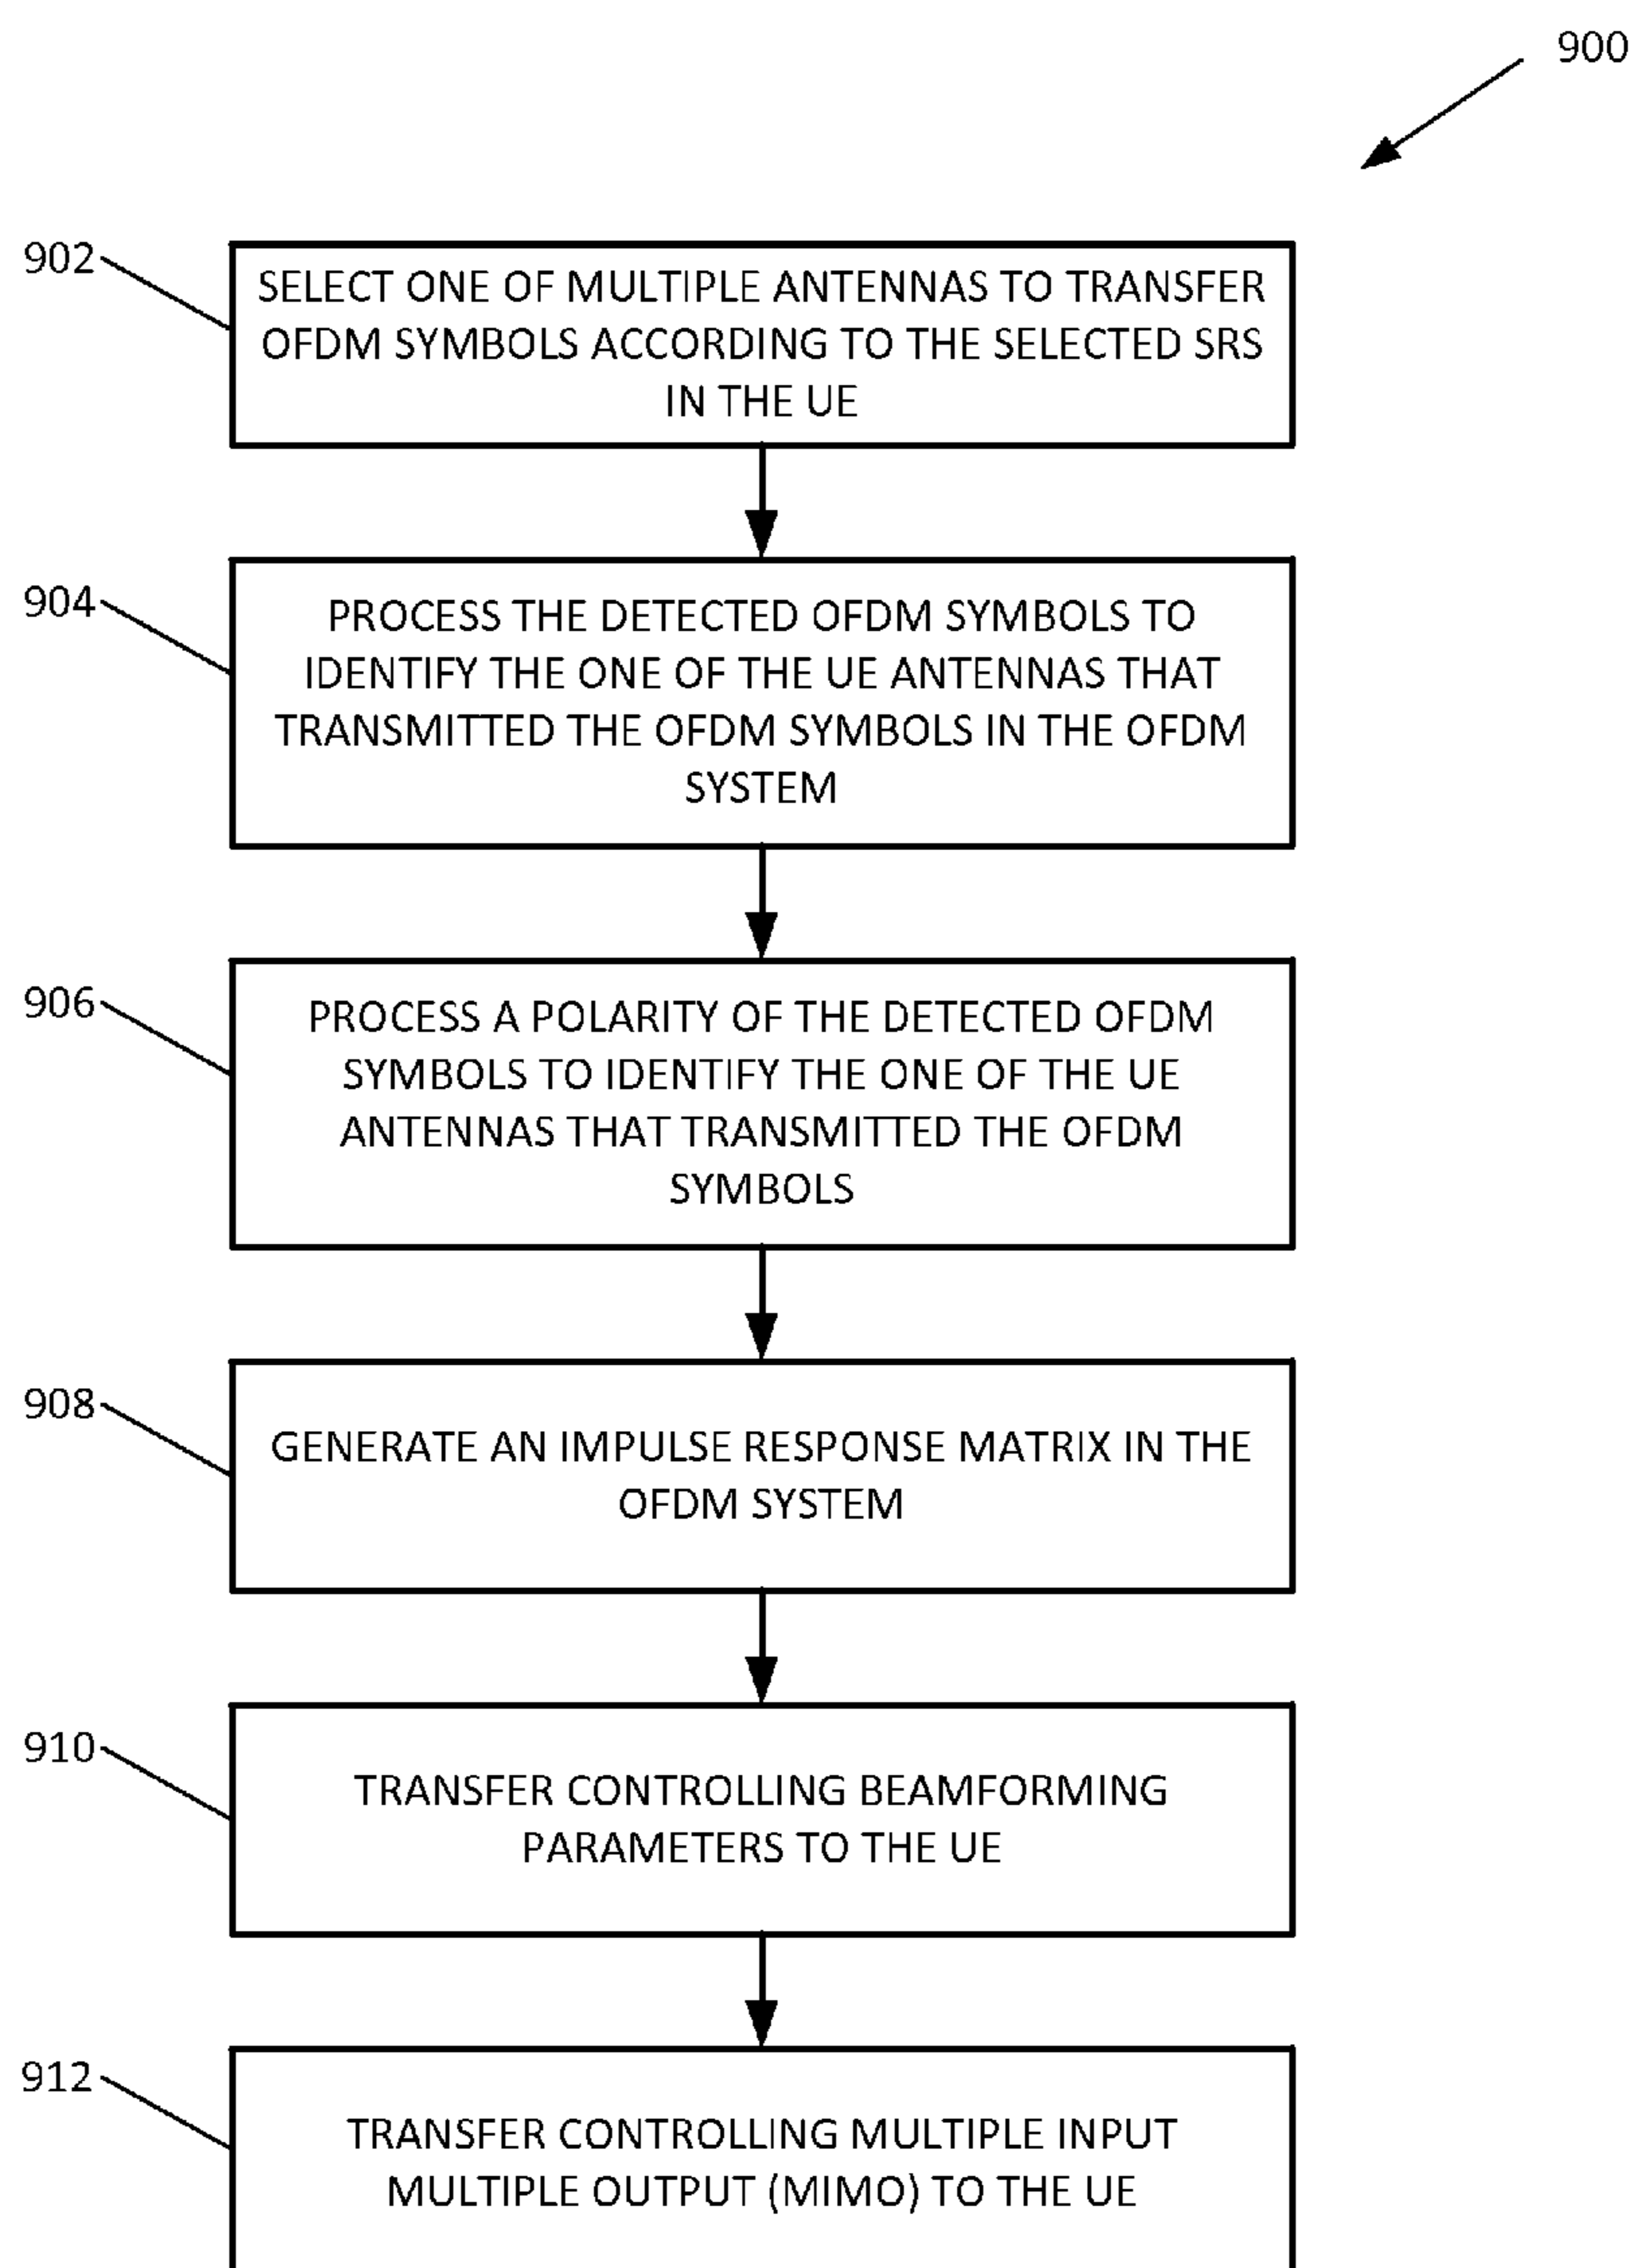 900
902
SELECT ONE OF MULTIPLE ANTENNAS TO TRANSFER
OFDM SYMBOLS ACCORDING TO THE SELECTED SRS
IN THE UE
904
PROCESS THE DETECTED OFDM SYMBOLS TO
IDENTIFY THE ONE OF THE UE ANTENNAS THAT
TRANSMITTED THE OFDM SYMBOLS IN THE OFDM
SYSTEM
906
PROCESS A POLARITY OF THE DETECTED OFDM
SYMBOLS TO IDENTIFY THE ONE OF THE UE
ANTENNAS THAT TRANSMITTED THE OFDM
SYMBOLS
908
GENERATE AN IMPULSE RESPONSE MATRIX IN THE
OFDM SYSTEM
910
TRANSFER CONTROLLING BEAMFORMING
PARAMETERS TO THE UE
912
TRANSFER CONTROLLING MULTIPLE INPUT
MULTIPLE OUTPUT (MIMO) TO THE UE